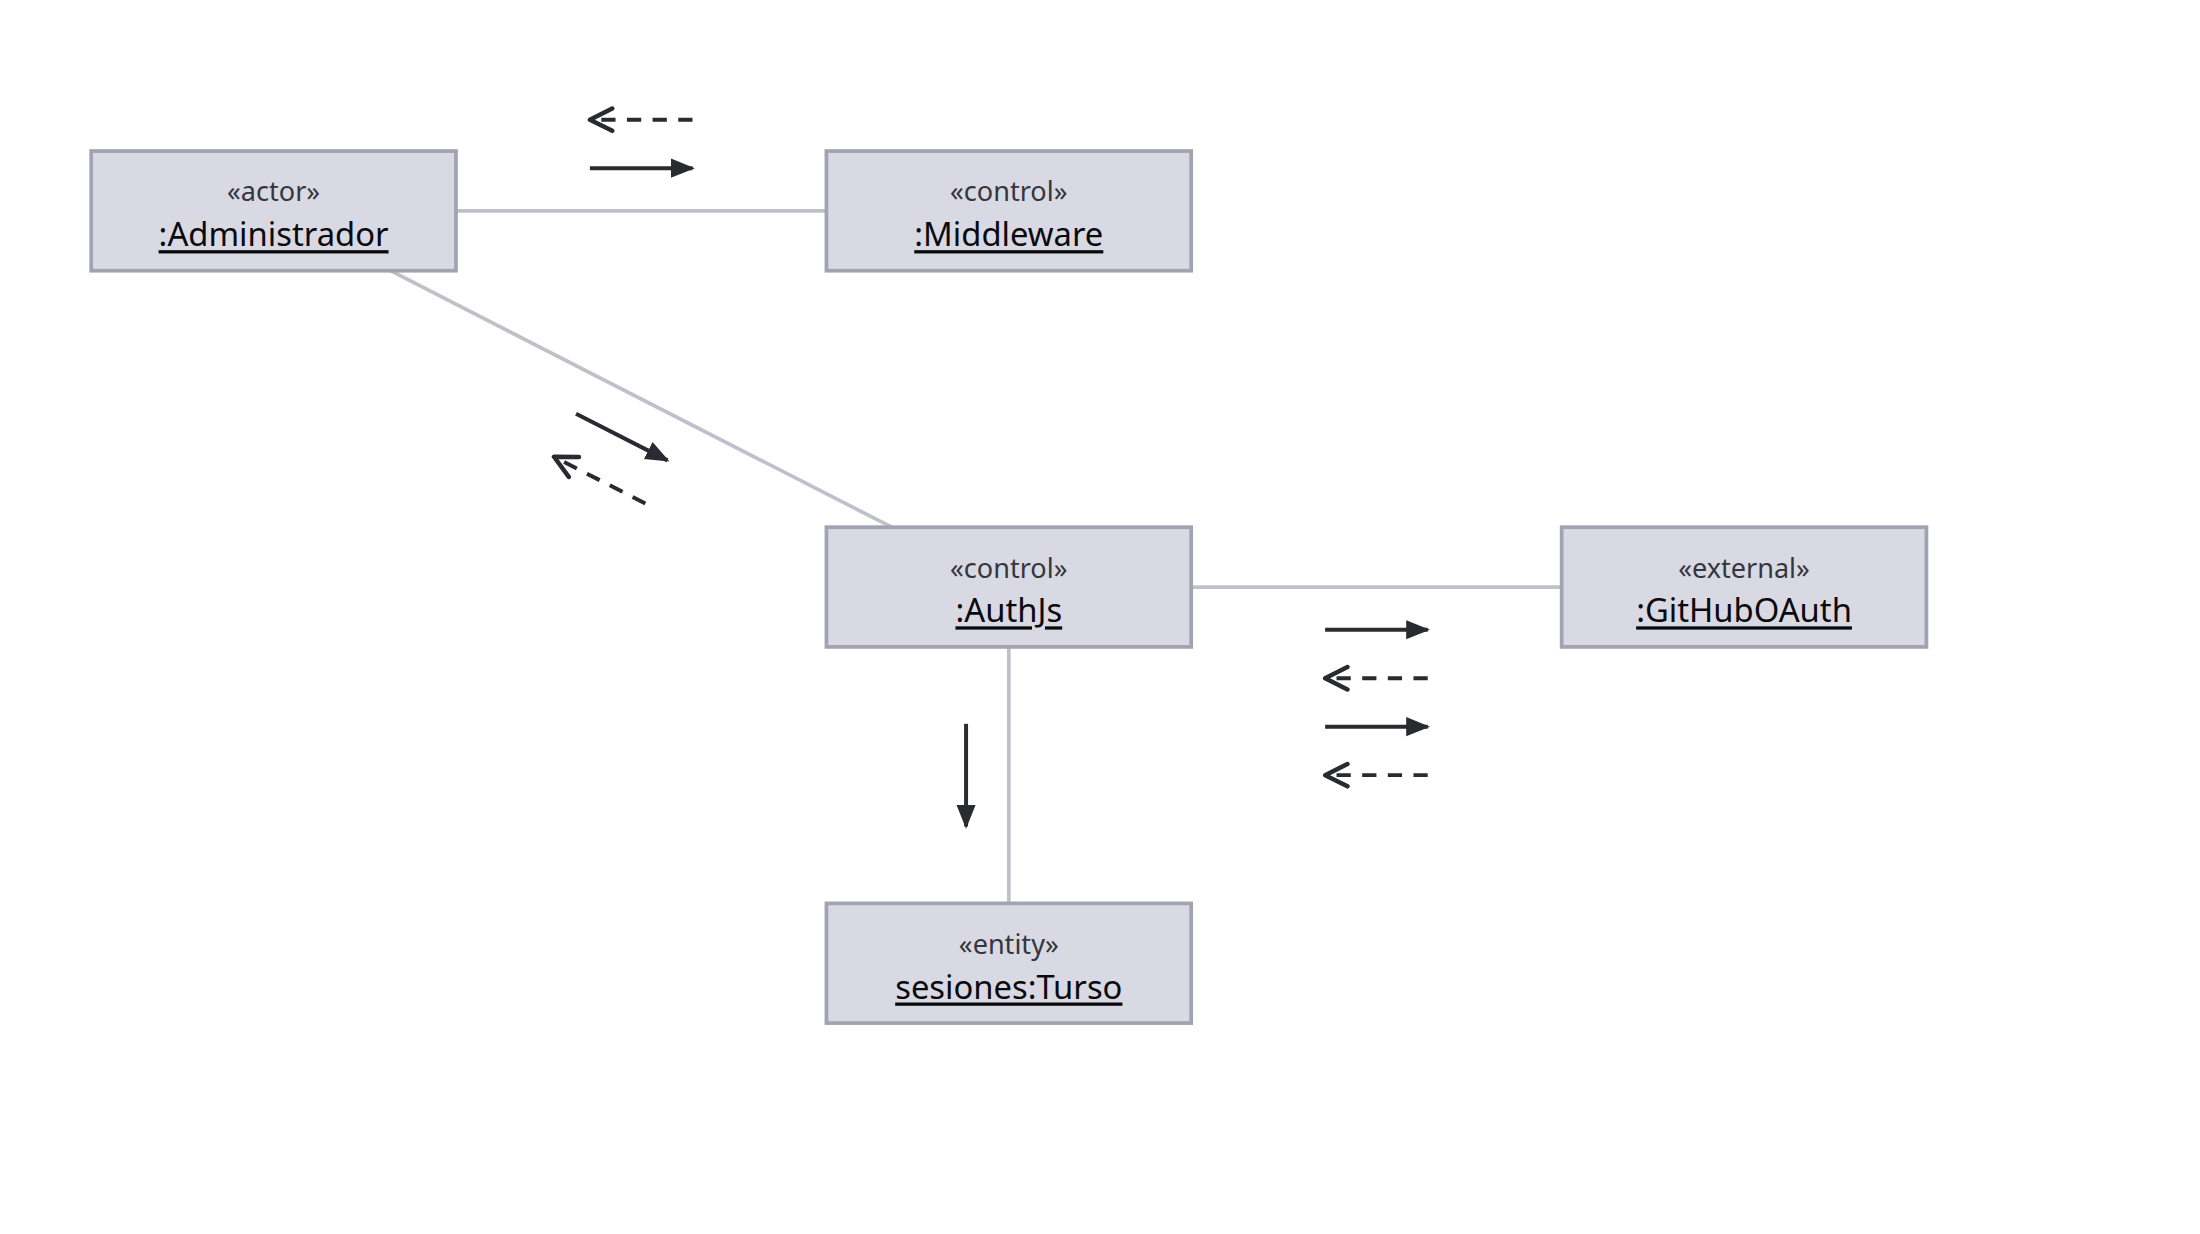 «actor»
:Administrador
«control»
:Middleware
«control»
:AuthJs
«external»
:GitHubOAuth
«entity»
sesiones:Turso